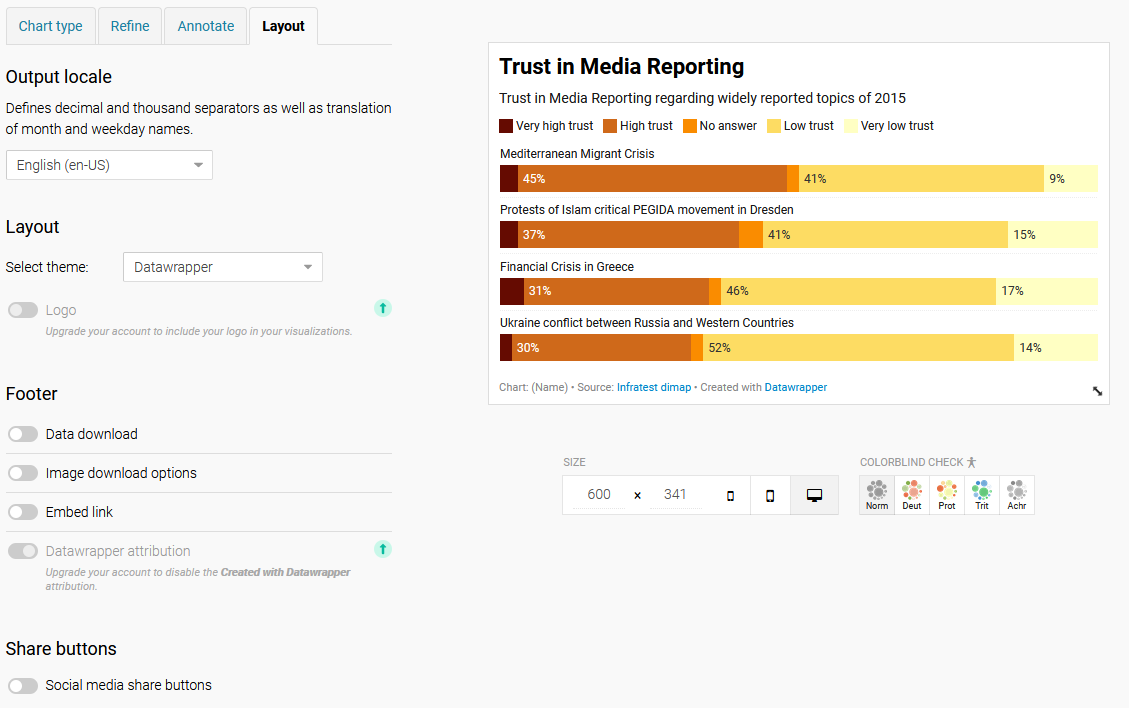 Chart type Refine Annotate Layout
Output locale
Defines decimal and thousand separators as well as translation
of month and weekday names.
English (en-US)
Layout
Select theme: Datawrapper
Logo
Upgrade your account to include your logo in your visualizations.
Footer
Data download
Image download options
Embed link
Datawrapper attribution
Upgrade your account to disable the Created with Datawrapper
attribution.
Share buttons
Social media share buttons
Trust in Media Reporting
Trust in Media Reporting regarding widely reported topics of 2015
Very high trust High trust No answer Low trust Very low trust
Mediterranean Migrant Crisis
45% 41% 9%
Protests of Islam critical PEGIDA movement in Dresden
37% 41% 15%
Financial Crisis in Greece
31% 46% 17%
Ukraine conflict between Russia and Western Countries
30% 52% 14%
Chart: (Name) • Source: Infratest dimap • Created with Datawrapper
SIZE
600 × 341
COLORBLIND CHECK
Norm Deut Prot Trit Achr